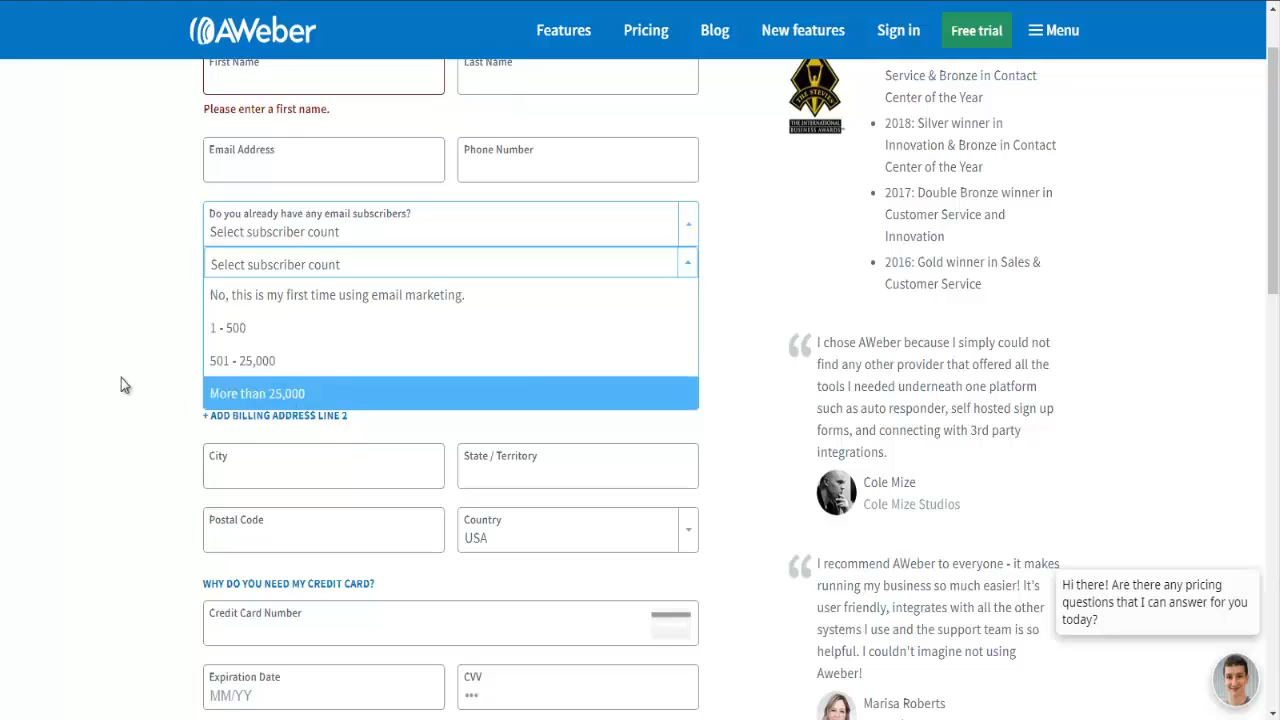 AWeber
Features
Pricing
Blog
New features
Sign in
Free trial
Menu
First Name
Last Name
Please enter a first name.
Email Address
Phone Number
Do you already have any email subscribers?
Select subscriber count
Select subscriber count
No, this is my first time using email marketing.
1 - 500
501 - 25,000
More than 25,000
+ ADD BILLING ADDRESS LINE 2
City
State / Territory
Postal Code
Country
USA
WHY DO YOU NEED MY CREDIT CARD?
Credit Card Number
Expiration Date
MM/YY
CVV
•••
THE STEVIES
THE INTERNATIONAL
BUSINESS AWARDS
Service & Bronze in Contact
Center of the Year
• 2018: Silver winner in
Innovation & Bronze in Contact
Center of the Year
• 2017: Double Bronze winner in
Customer Service and
Innovation
• 2016: Gold winner in Sales &
Customer Service
I chose AWeber because I simply could not
find any other provider that offered all the
tools I needed underneath one platform
such as auto responder, self hosted sign up
forms, and connecting with 3rd party
integrations.
Cole Mize
Cole Mize Studios
I recommend AWeber to everyone - it makes
running my business so much easier! It's
user friendly, integrates with all the other
systems I use and the support team is so
helpful. I couldn't imagine not using
Aweber!
Marisa Roberts
Hi there! Are there any pricing
questions that I can answer for you
today?